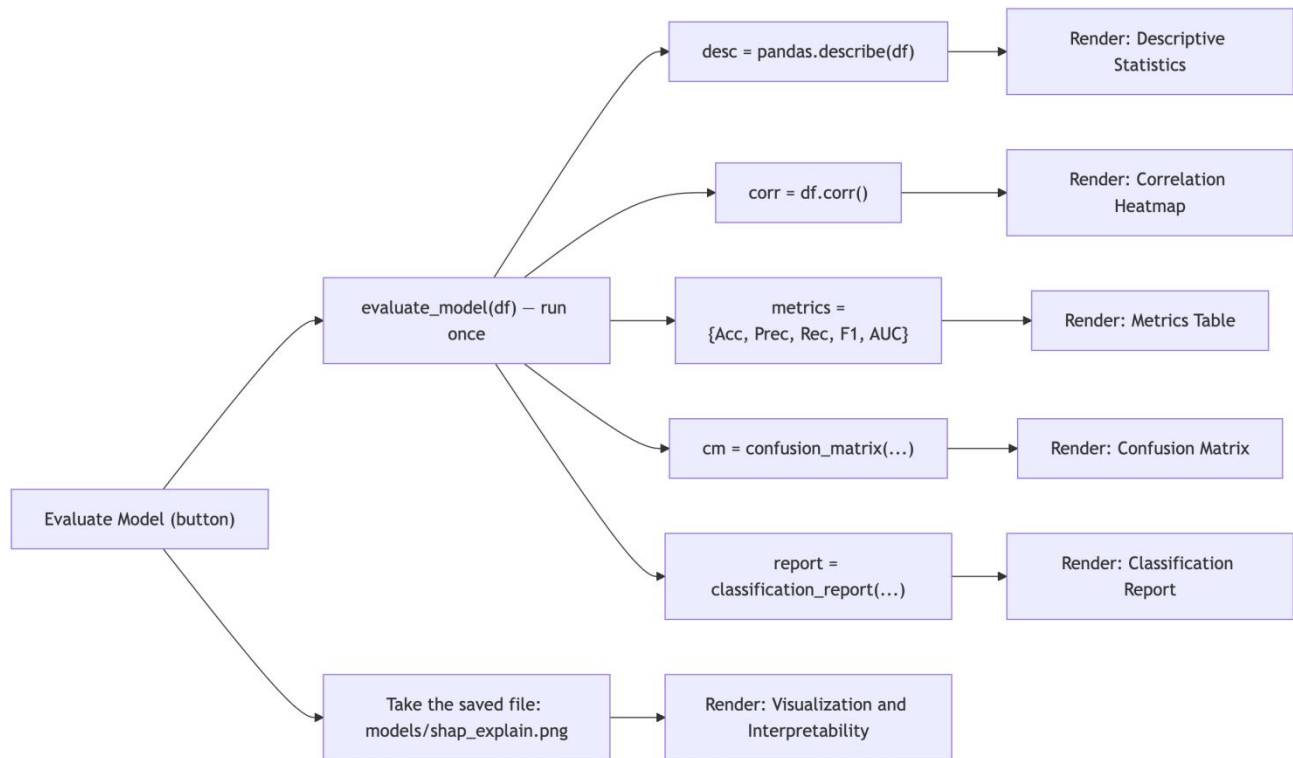 desc = pandas.describe(df)
Render: Descriptive
Statistics
corr = df.corr()
Render: Correlation
Heatmap
evaluate_model(df) — run
once
metrics =
{Acc, Prec, Rec, F1, AUC}
Render: Metrics Table
cm = confusion_matrix(...)
Render: Confusion Matrix
Evaluate Model (button)
report =
classification_report(...)
Render: Classification
Report
Take the saved file:
models/shap_explain.png
Render: Visualization and
Interpretability